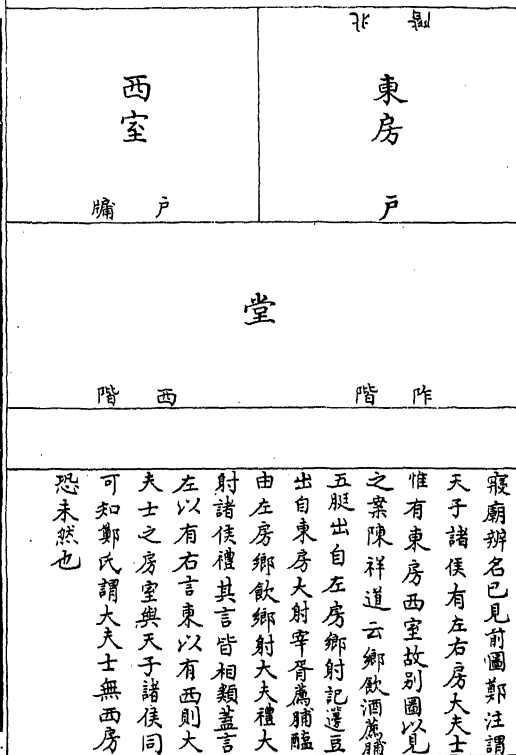 北階
東房
户
西室
户牖
堂
阼階
西階
寢廟辨名已見前圖鄭注謂
天子諸侯有左右房大夫士
惟有東房西室故別圖以見
之案陳祥道云鄉飲酒薦脯
五脡出自左房鄉射記籩豆
出自東房大射宰胥薦脯醢
由左房鄉飲鄉射大夫禮大
射諸侯禮其言皆相類蓋言
左以有右言東以有西則大
夫士之房室與天子諸侯同
可知鄭氏謂大夫士無西房
恐未然也